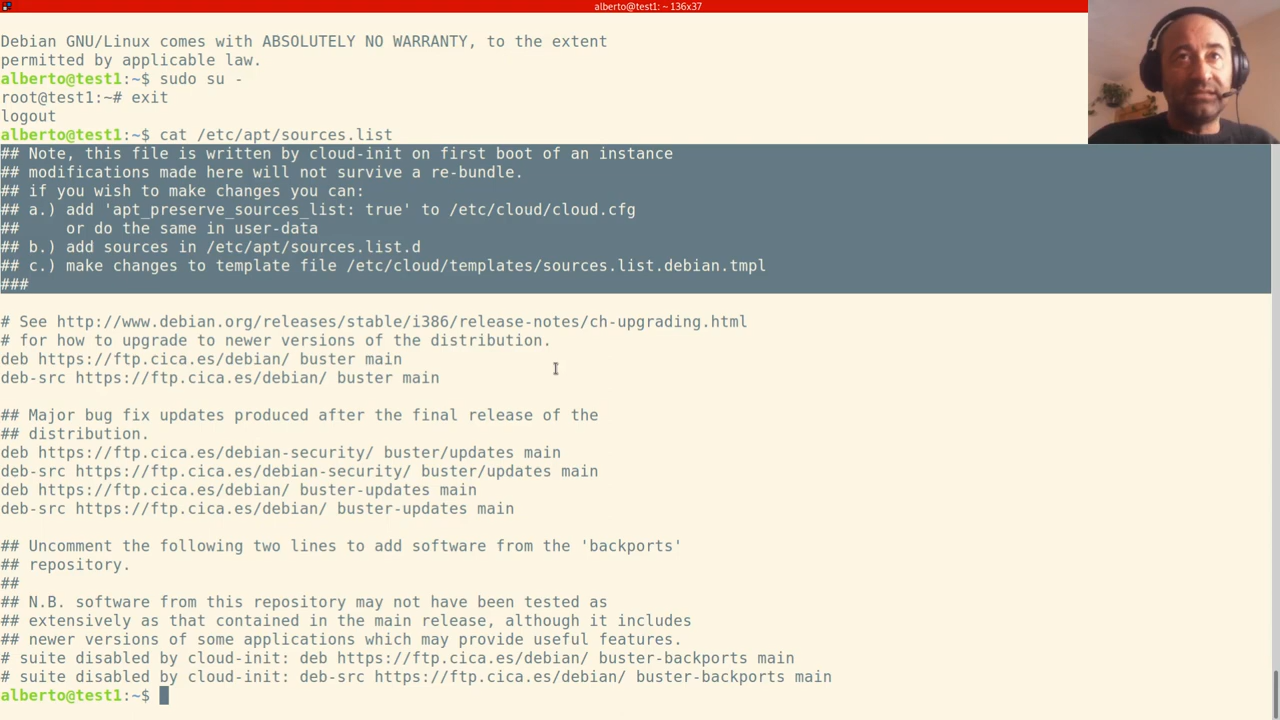 alberto@test1: ~ 136x37
Debian GNU/Linux comes with ABSOLUTELY NO WARRANTY, to the extent
permitted by applicable law.
alberto@test1:~$ sudo su -
root@test1:~# exit
logout
alberto@test1:~$ cat /etc/apt/sources.list
## Note, this file is written by cloud-init on first boot of an instance
## modifications made here will not survive a re-bundle.
## if you wish to make changes you can:
## a.) add 'apt_preserve_sources_list: true' to /etc/cloud/cloud.cfg
##     or do the same in user-data
## b.) add sources in /etc/apt/sources.list.d
## c.) make changes to template file /etc/cloud/templates/sources.list.debian.tmpl
###
# See http://www.debian.org/releases/stable/i386/release-notes/ch-upgrading.html
# for how to upgrade to newer versions of the distribution.
deb https://ftp.cica.es/debian/ buster main
deb-src https://ftp.cica.es/debian/ buster main
## Major bug fix updates produced after the final release of the
## distribution.
deb https://ftp.cica.es/debian-security/ buster/updates main
deb-src https://ftp.cica.es/debian-security/ buster/updates main
deb https://ftp.cica.es/debian/ buster-updates main
deb-src https://ftp.cica.es/debian/ buster-updates main
## Uncomment the following two lines to add software from the 'backports'
## repository.
##
## N.B. software from this repository may not have been tested as
## extensively as that contained in the main release, although it includes
## newer versions of some applications which may provide useful features.
# suite disabled by cloud-init: deb https://ftp.cica.es/debian/ buster-backports main
# suite disabled by cloud-init: deb-src https://ftp.cica.es/debian/ buster-backports main
alberto@test1:~$